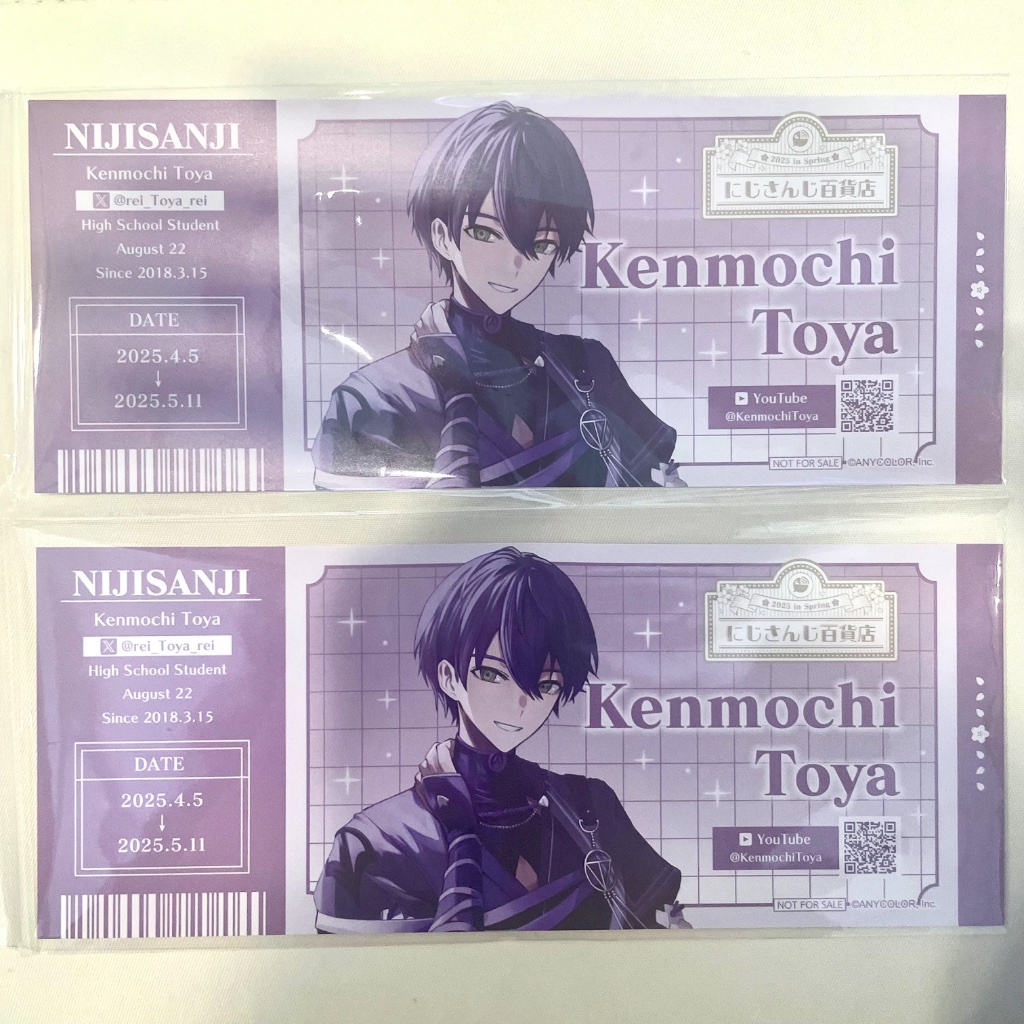 NIJISANJI
Kenmochi Toya
X @rei_Toya_rei
High School Student
August 22
Since 2018.3.15
DATE
2025.4.5
↓
2025.5.11
2025 in Spring
にじさんじ百貨店
Kenmochi
Toya
YouTube
@KenmochiToya
NOT FOR SALE ©ANYCOLOR, Inc.
NIJISANJI
Kenmochi Toya
X @rei_Toya_rei
High School Student
August 22
Since 2018.3.15
DATE
2025.4.5
↓
2025.5.11
2025 in Spring
にじさんじ百貨店
Kenmochi
Toya
YouTube
@KenmochiToya
NOT FOR SALE ©ANYCOLOR, Inc.